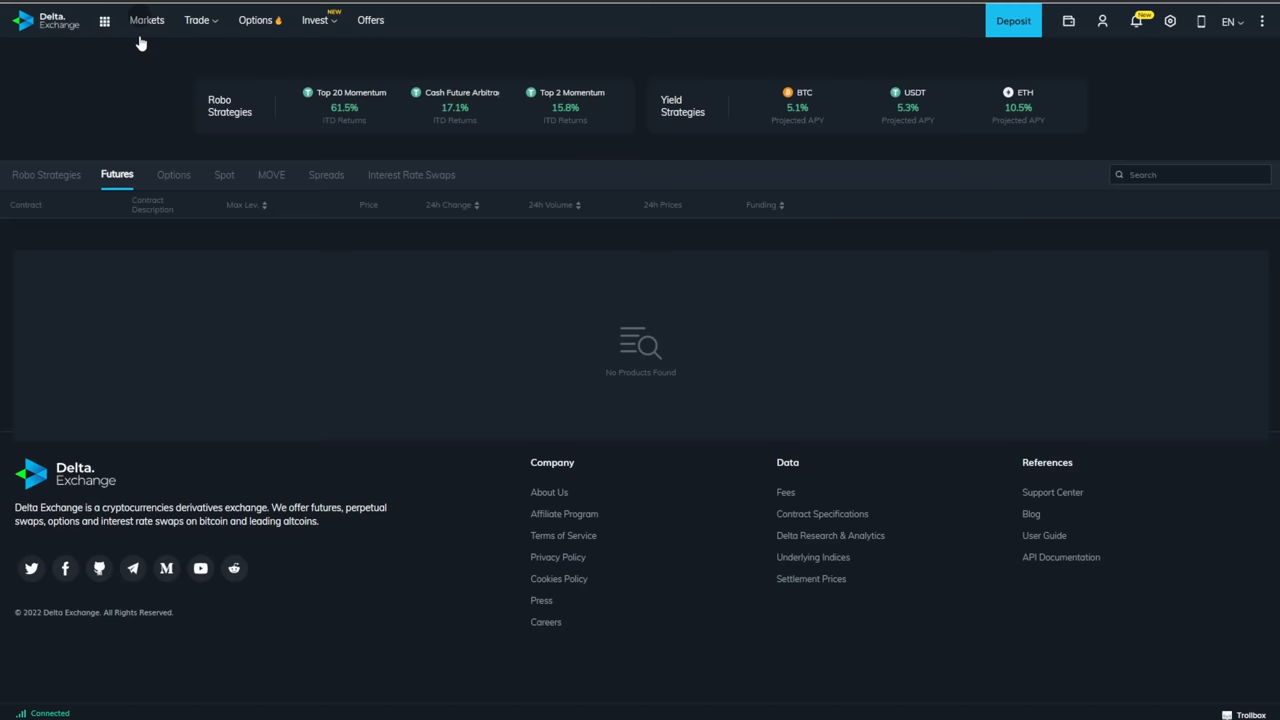 Delta. Exchange
Markets
Trade
Options
Invest
NEW
Offers
Deposit
New
EN
Robo Strategies
Top 20 Momentum
61.5%
ITD Returns
Cash Future Arbitra
17.1%
ITD Returns
Top 2 Momentum
15.8%
ITD Returns
Yield Strategies
BTC
5.1%
Projected APY
USDT
5.3%
Projected APY
ETH
10.5%
Projected APY
Robo Strategies
Futures
Options
Spot
MOVE
Spreads
Interest Rate Swaps
Search
Contract
Contract Description
Max Lev.
Price
24h Change
24h Volume
24h Prices
Funding
No Products Found
Delta.
Exchange
Delta Exchange is a cryptocurrencies derivatives exchange. We offer futures, perpetual
swaps, options and interest rate swaps on bitcoin and leading altcoins.
© 2022 Delta Exchange. All Rights Reserved.
Company
About Us
Affiliate Program
Terms of Service
Privacy Policy
Cookies Policy
Press
Careers
Data
Fees
Contract Specifications
Delta Research & Analytics
Underlying Indices
Settlement Prices
References
Support Center
Blog
User Guide
API Documentation
Connected
Trollbox